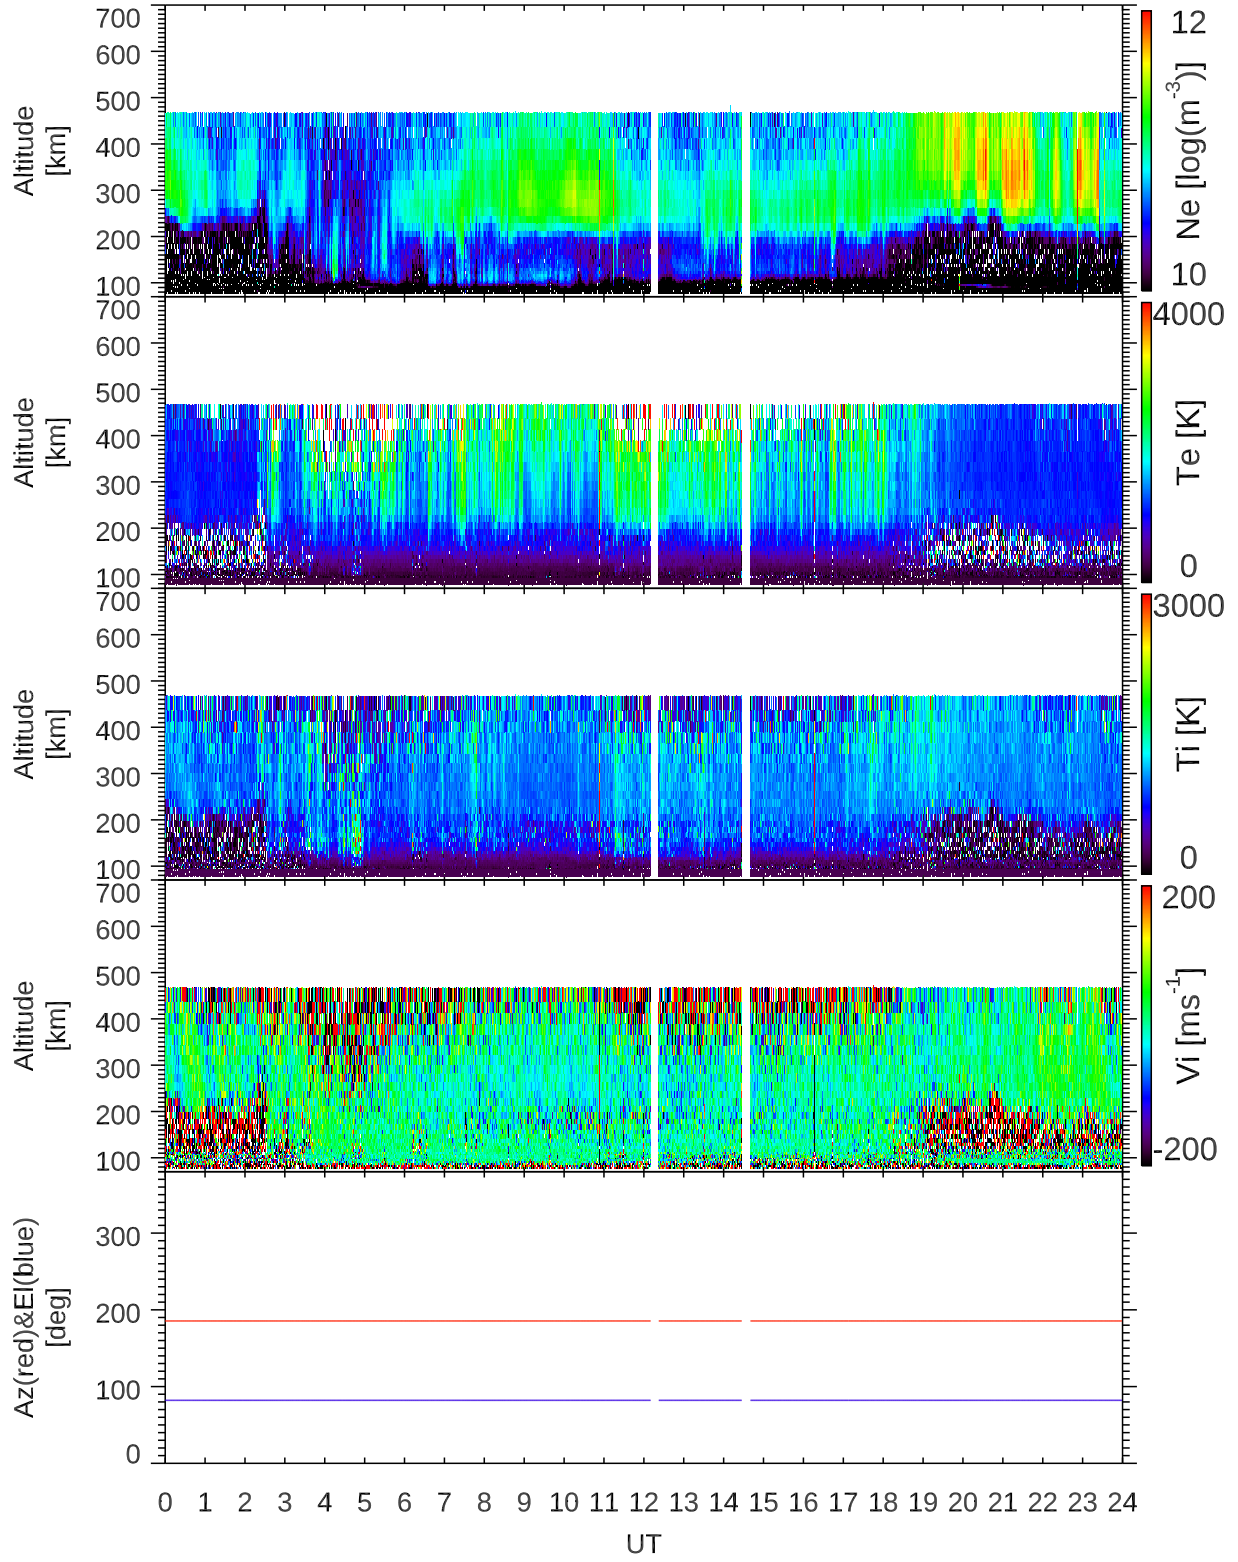 700
600
500
400
300
200
100
Altitude
[km]
12
Ne [log(m⁻³)]
10
700
600
500
400
300
200
100
Altitude
[km]
4000
Te [K]
0
700
600
500
400
300
200
100
Altitude
[km]
3000
Ti [K]
0
700
600
500
400
300
200
100
Altitude
[km]
200
Vi [ms⁻¹]
-200
300
200
100
0
Az(red)&El(blue)
[deg]
0 1 2 3 4 5 6 7 8 9 10 11 12 13 14 15 16 17 18 19 20 21 22 23 24
UT